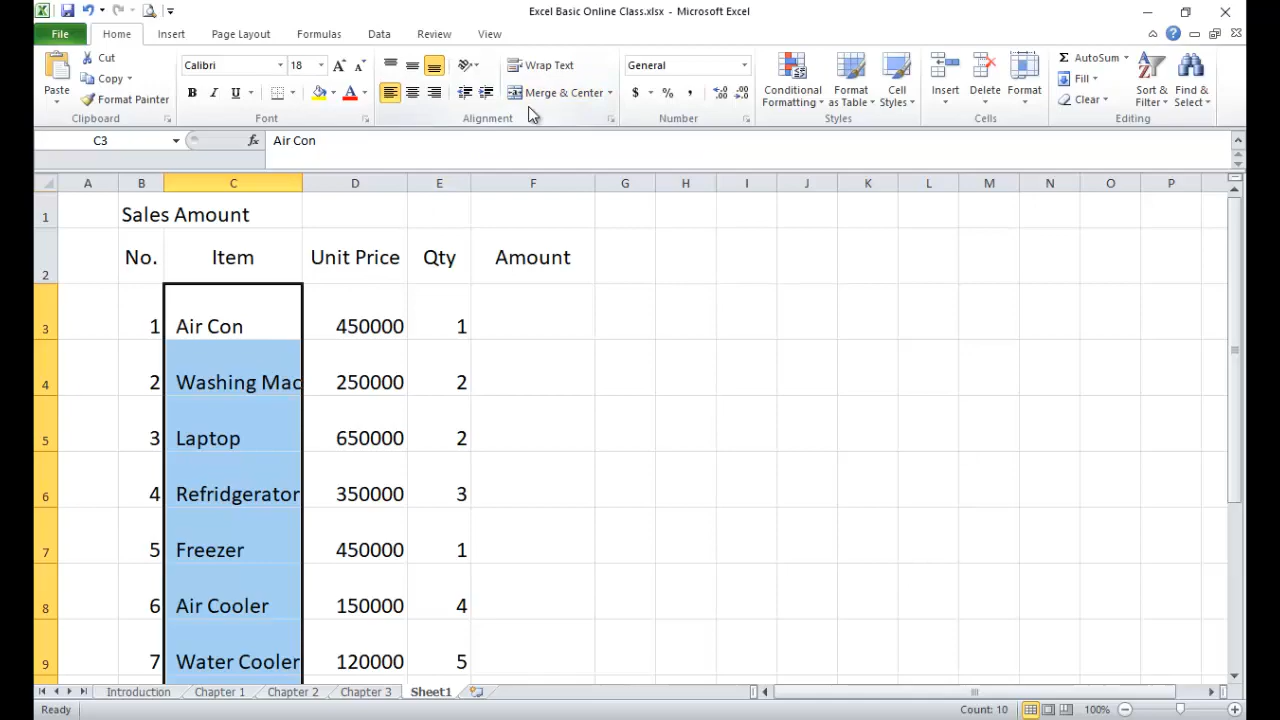 Excel Basic Online Class.xlsx - Microsoft Excel
File Home Insert Page Layout Formulas Data Review View
Paste
Cut
Copy
Format Painter
Clipboard
Calibri 18
B I U
Font
Wrap Text
Merge & Center
Alignment
General
$ % ,
Number
Conditional Formatting
Format as Table
Cell Styles
Styles
Insert Delete Format
Cells
AutoSum
Fill
Clear
Sort & Filter
Find & Select
Editing
C3 fx Air Con
A B C D E F G H I J K L M N O P
1 Sales Amount
2 No. Item Unit Price Qty Amount
3 1 Air Con 450000 1
4 2 Washing Mac 250000 2
5 3 Laptop 650000 2
6 4 Refridgerator 350000 3
7 5 Freezer 450000 1
8 6 Air Cooler 150000 4
9 7 Water Cooler 120000 5
Introduction Chapter 1 Chapter 2 Chapter 3 Sheet1
Ready Count: 10 100%